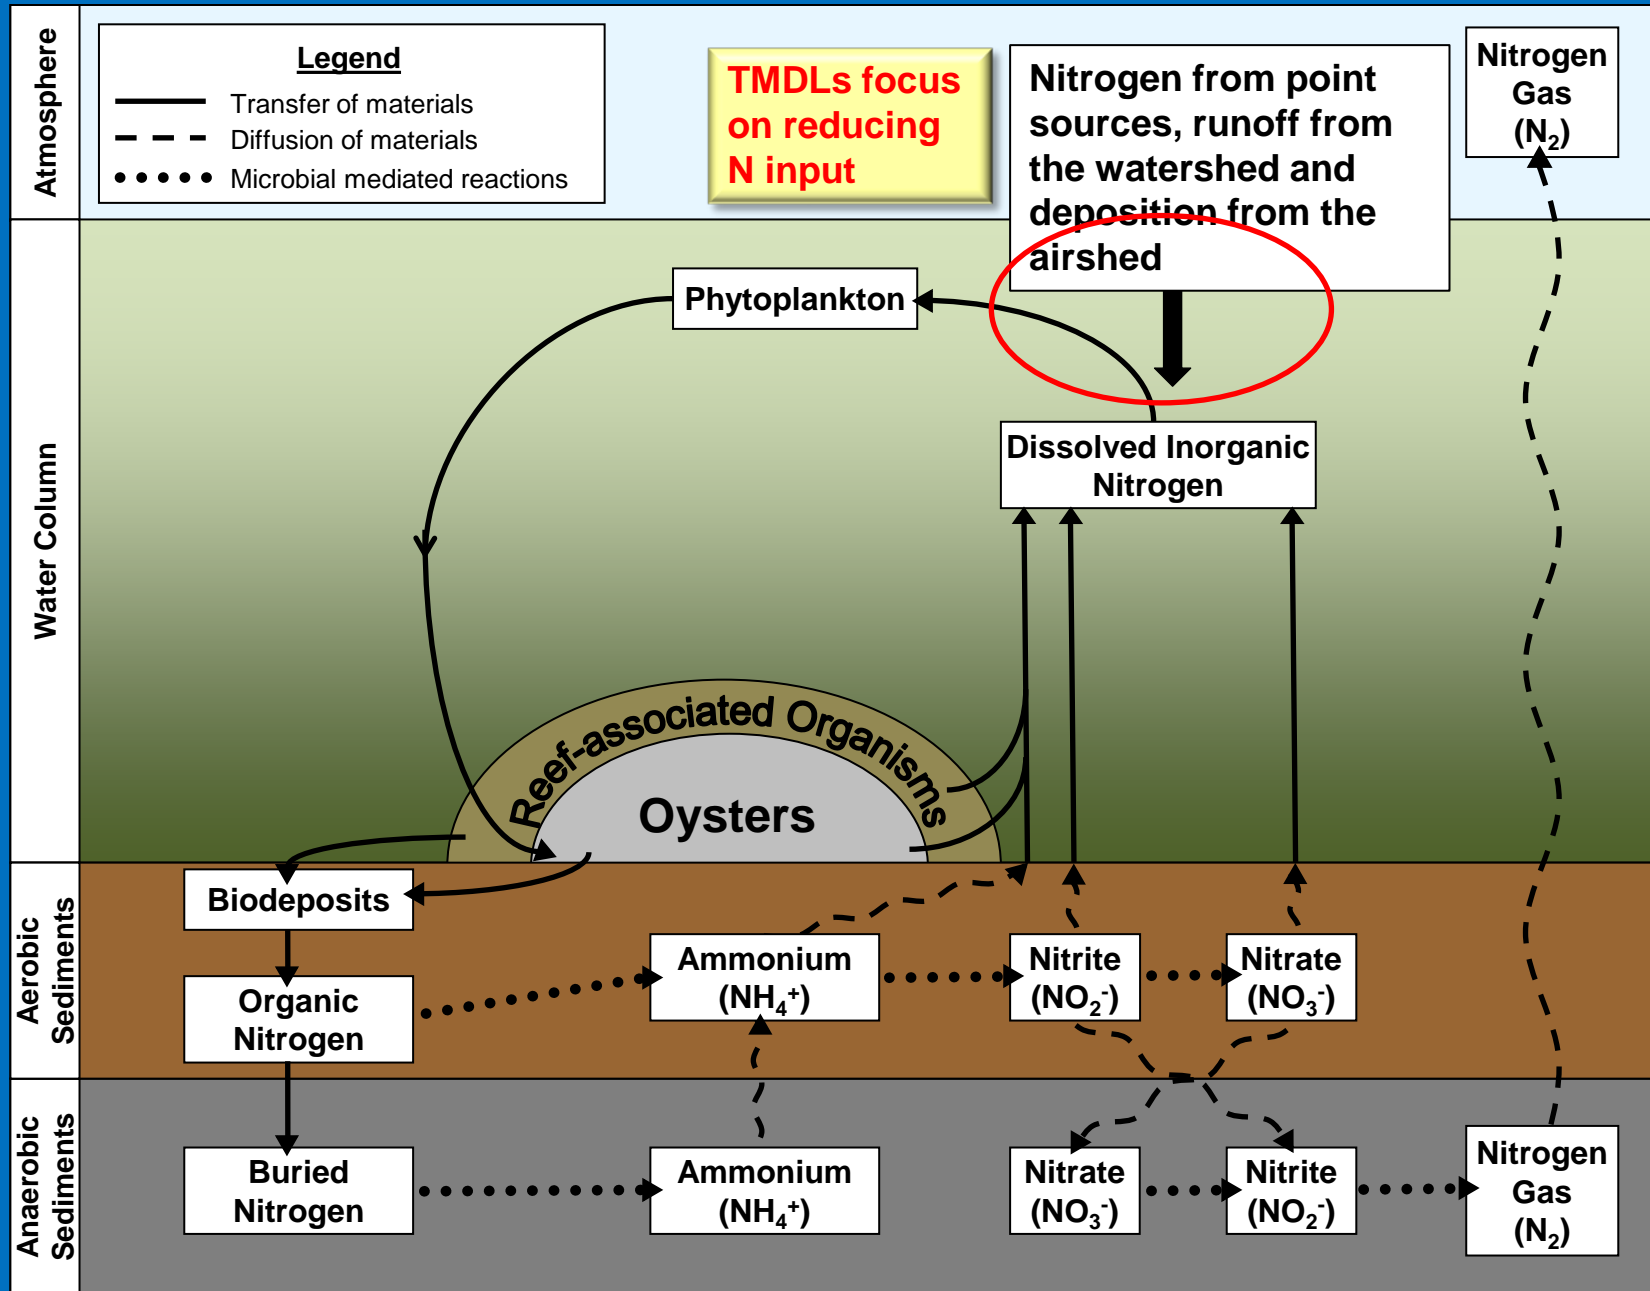 Atmosphere
Legend
Transfer of materials
Diffusion of materials
Microbial mediated reactions
TMDLs focus
on reducing
N input
Nitrogen from point
sources, runoff from
the watershed and
deposition from the
airshed
Nitrogen
Gas
(N₂)
Water Column
Phytoplankton
Dissolved Inorganic
Nitrogen
Reef-associated Organisms
Oysters
Aerobic
Sediments
Biodeposits
Organic
Nitrogen
Ammonium
(NH₄⁺)
Nitrite
(NO₂⁻)
Nitrate
(NO₃⁻)
Anaerobic
Sediments
Buried
Nitrogen
Ammonium
(NH₄⁺)
Nitrate
(NO₃⁻)
Nitrite
(NO₂⁻)
Nitrogen
Gas
(N₂)